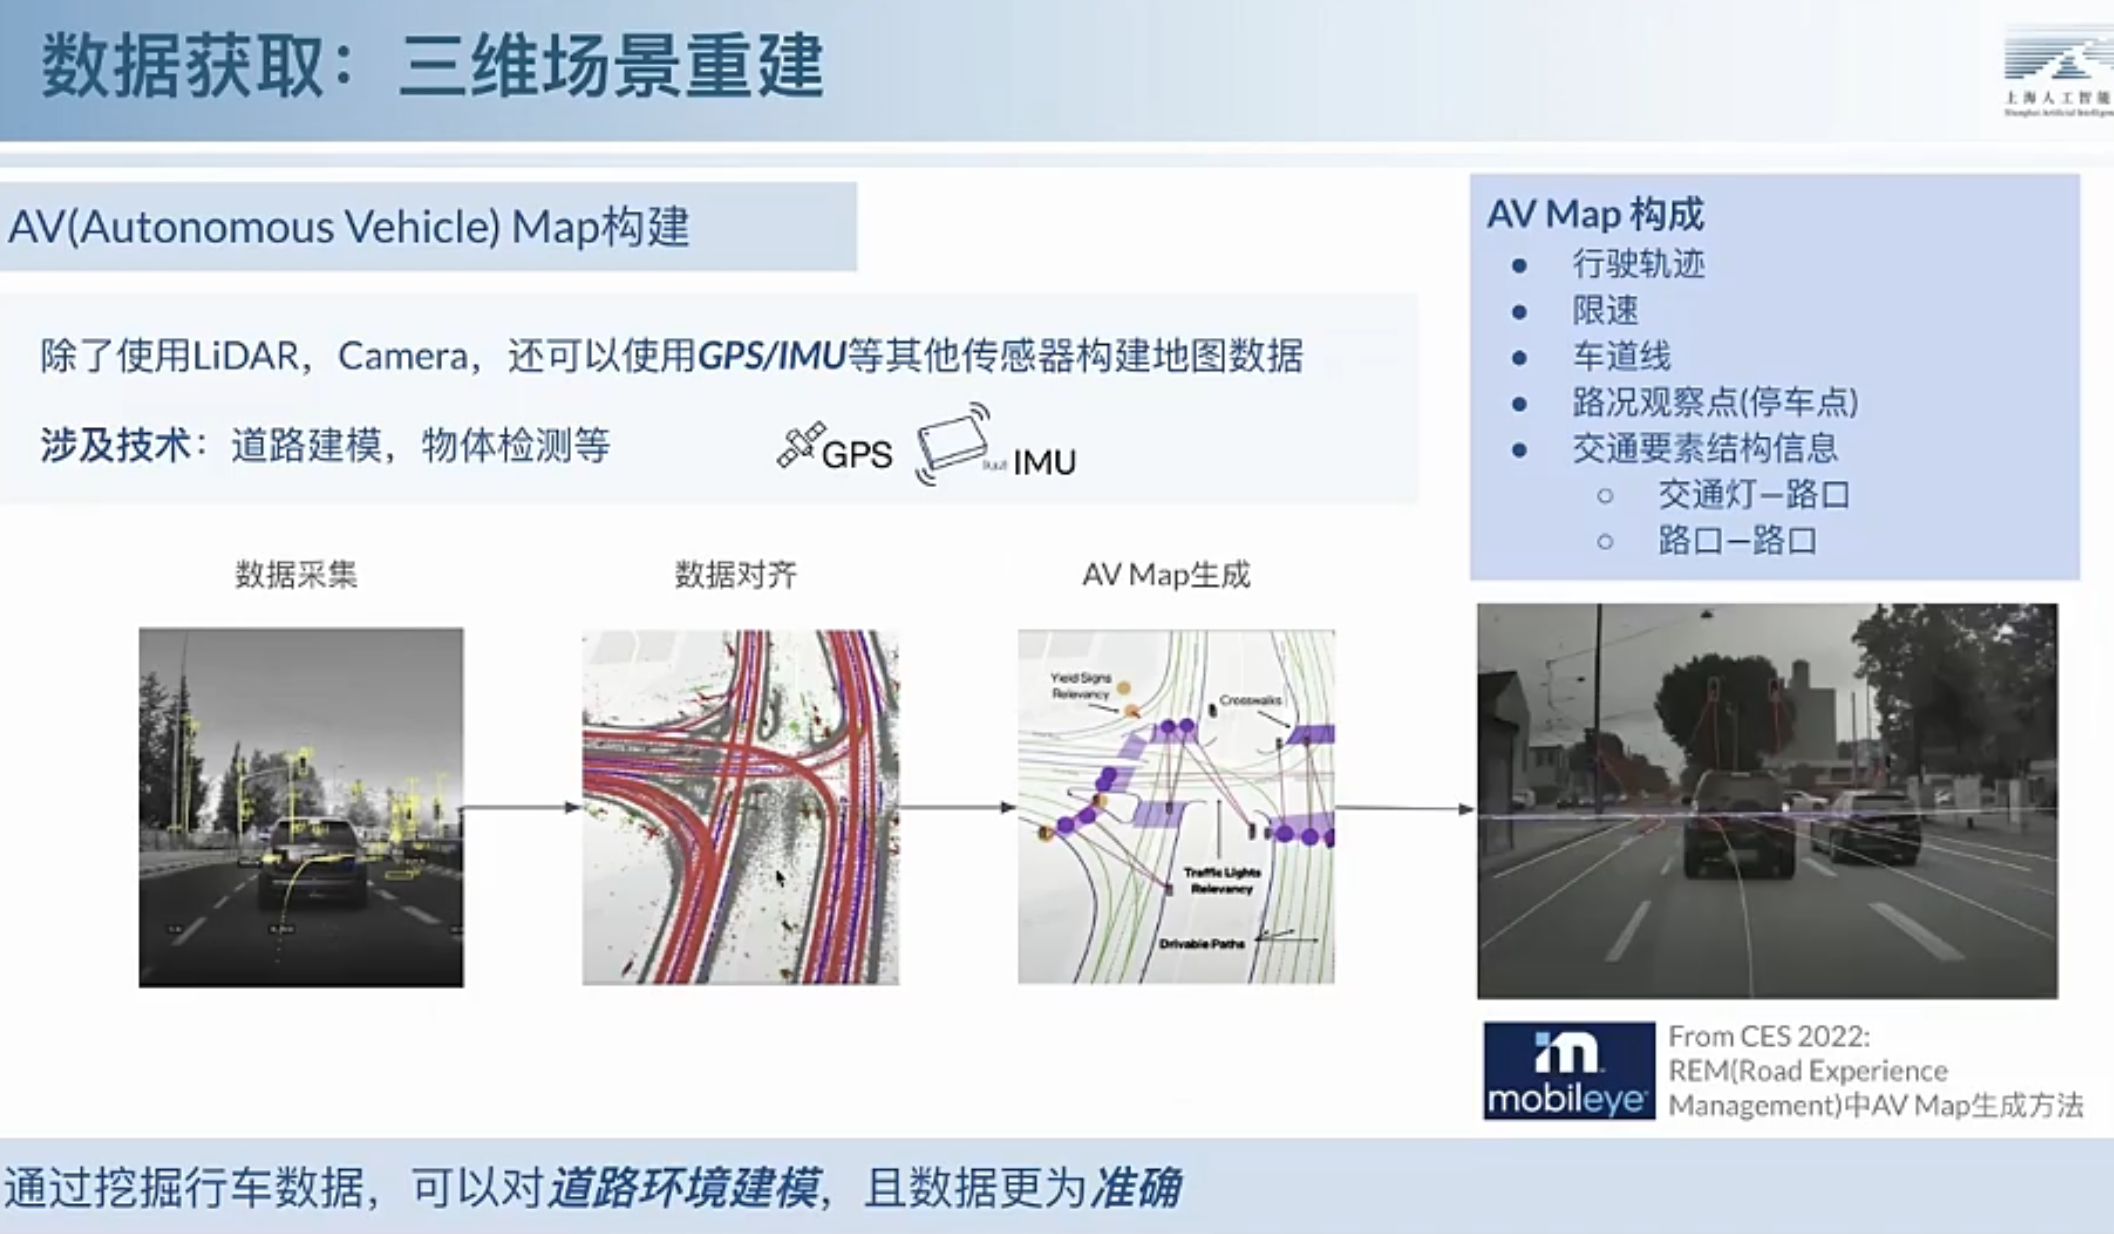 数据获取：三维场景重建
上海人工智能
AV(Autonomous Vehicle) Map构建
除了使用LiDAR，Camera，还可以使用GPS/IMU等其他传感器构建地图数据
涉及技术：道路建模，物体检测等
GPS
IMU
AV Map 构成
● 行驶轨迹
● 限速
● 车道线
● 路况观察点(停车点)
● 交通要素结构信息
○ 交通灯—路口
○ 路口—路口
数据采集
数据对齐
AV Map生成
Yield Signs
Relevancy
Crosswalks
Traffic Lights
Relevancy
Drivable Paths
mobileye
From CES 2022:
REM(Road Experience
Management)中AV Map生成方法
通过挖掘行车数据，可以对道路环境建模，且数据更为准确